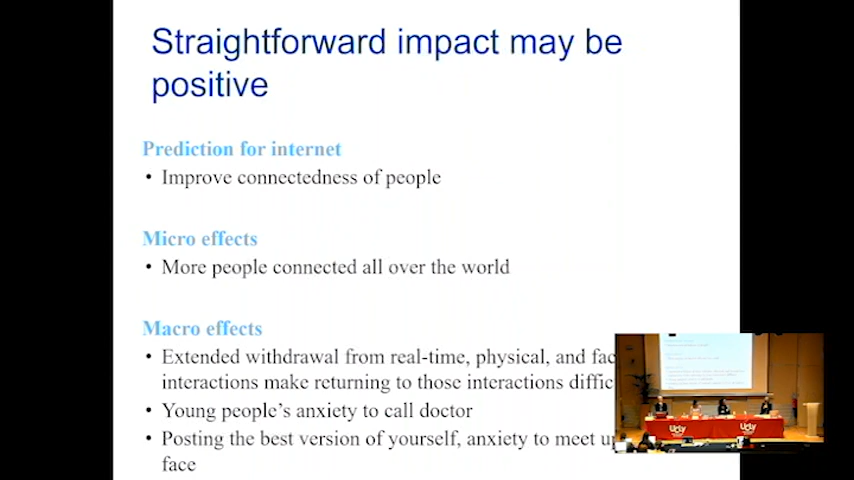 Straightforward impact may be
positive
Prediction for internet
• Improve connectedness of people
Micro effects
• More people connected all over the world
Macro effects
• Extended withdrawal from real-time, physical, and
interactions make returning to those interactions
• Young people's anxiety to call doctor
• Posting the best version of yourself, anxiety to meet
face
UCLy
UCLy